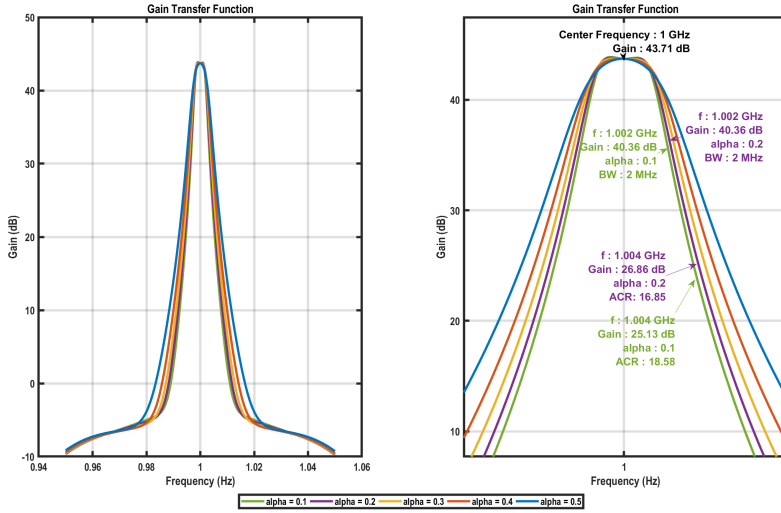 Gain Transfer Function
50
40
30
20
10
0
-10
Gain (dB)
0.94
0.96
0.98
1
1.02
1.04
1.06
Frequency (Hz)
Gain Transfer Function
Center Frequency : 1 GHz
Gain : 43.71 dB
40
30
20
10
Gain (dB)
f : 1.002 GHz
Gain : 40.36 dB
alpha : 0.2
BW : 2 MHz
f : 1.002 GHz
Gain : 40.36 dB
alpha : 0.1
BW : 2 MHz
f : 1.004 GHz
Gain : 26.86 dB
alpha : 0.2
ACR: 16.85
f : 1.004 GHz
Gain : 25.13 dB
alpha : 0.1
ACR : 18.58
1
Frequency (Hz)
alpha = 0.1
alpha = 0.2
alpha = 0.3
alpha = 0.4
alpha = 0.5